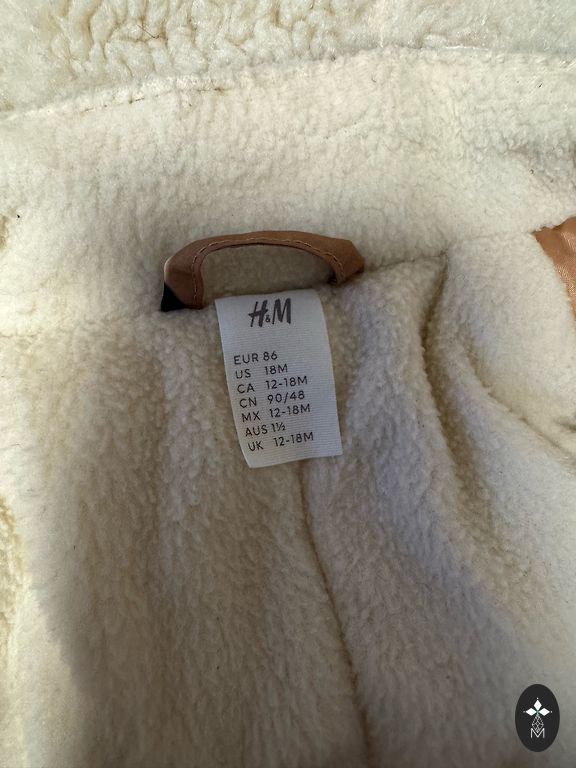 H&M
EUR 86
US 18M
CA 12-18M
CN 90/48
MX 12-18M
AUS 1½
UK 12-18M
M